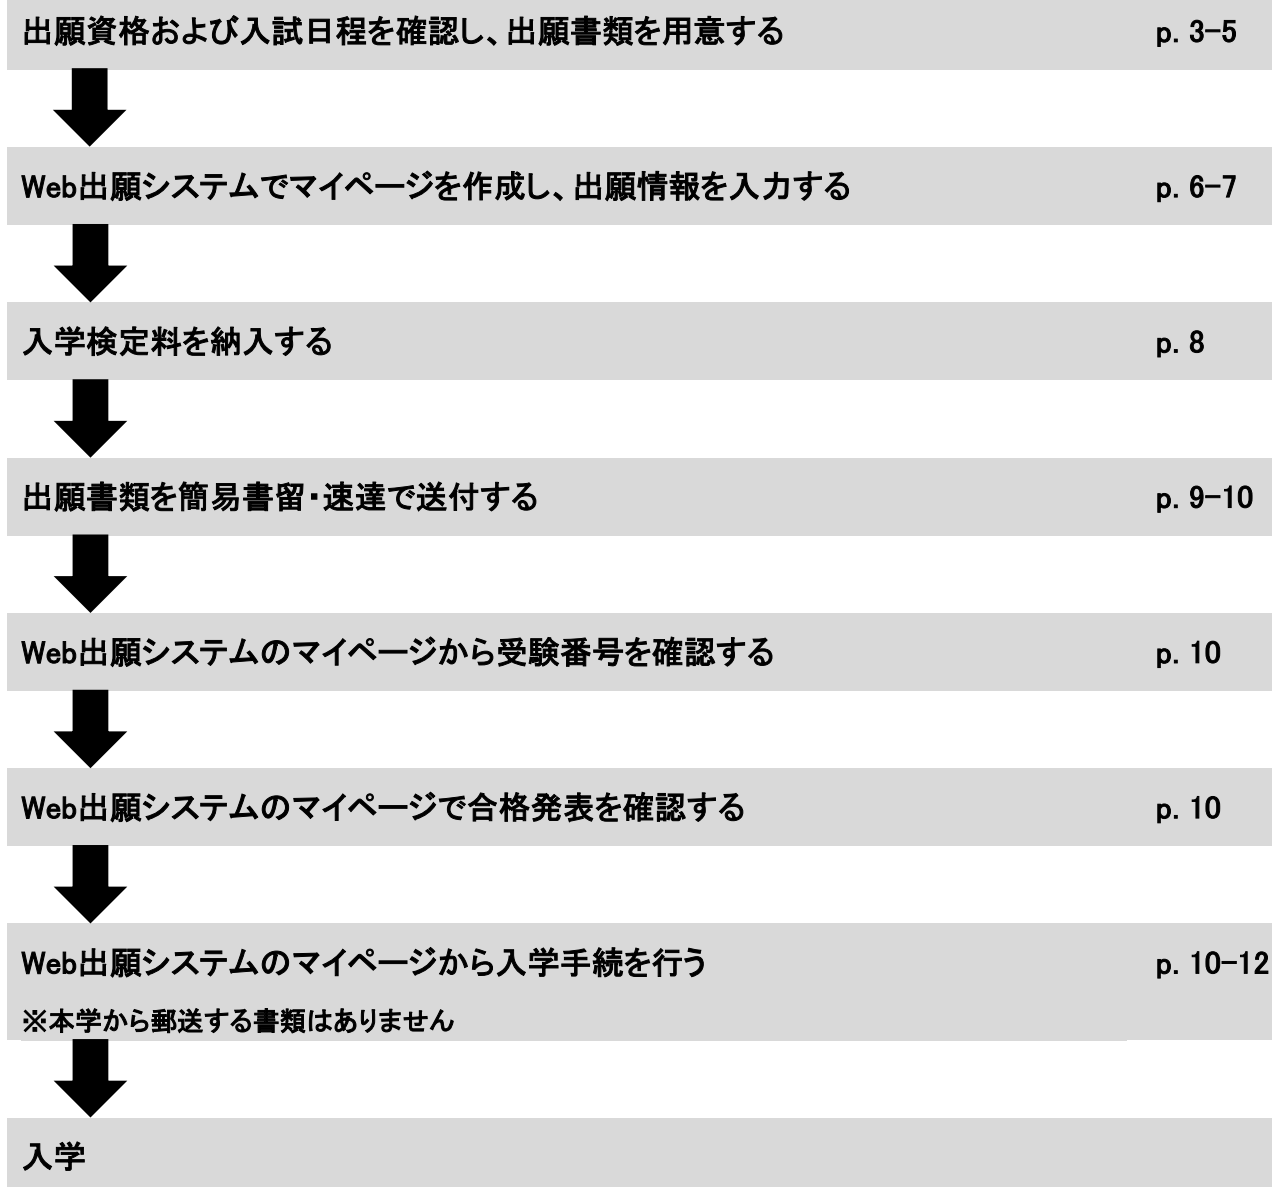 出願資格および入試日程を確認し、出願書類を用意する p. 3-5
Web出願システムでマイページを作成し、出願情報を入力する p. 6-7
入学検定料を納入する p. 8
出願書類を簡易書留・速達で送付する p. 9-10
Web出願システムのマイページから受験番号を確認する p. 10
Web出願システムのマイページで合格発表を確認する p. 10
Web出願システムのマイページから入学手続を行う p. 10-12
※本学から郵送する書類はありません
入学